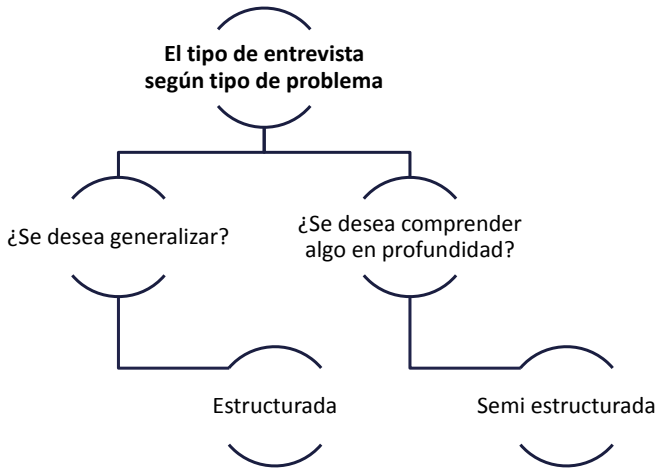 El tipo de entrevista
según tipo de problema
¿Se desea generalizar?
¿Se desea comprender
algo en profundidad?
Estructurada
Semi estructurada